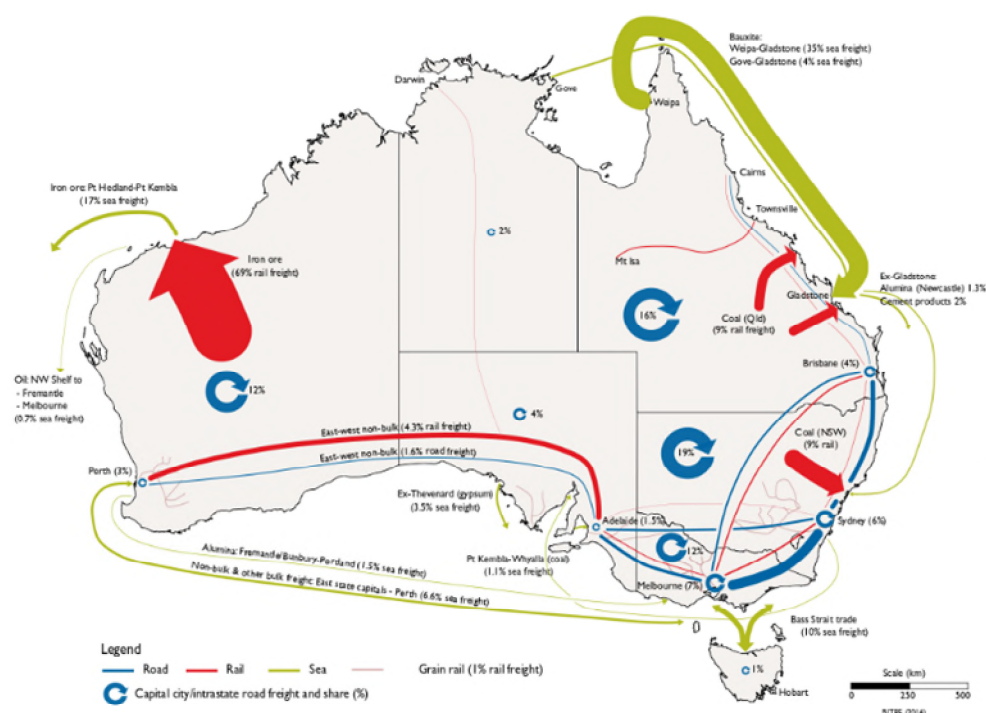 Bauxite:
Weipa-Gladstone (35% sea freight)
Gove-Gladstone (4% sea freight)
Darwin
Gove
Weipa
Cairns
Iron ore: Pt Hedland-Pt Kembla
(17% sea freight)
Townsville
2%
Iron ore
(69% rail freight)
Mt Isa
Ex-Gladstone:
Alumina (Newcastle) 1.3%
Cement products 2%
Gladstone
16%
Coal (Qld)
(9% rail freight)
Brisbane (4%)
Oil: NW Shelf to
- Fremantle
- Melbourne
(0.7% sea freight)
12%
4%
East-west non-bulk (4.3% rail freight)
Coal (NSW)
(9% rail)
19%
East-west non-bulk (1.6% road freight)
Perth (3%)
Ex-Thevenard (gypsum)
(3.5% sea freight)
Adelaide (1.5%)
Sydney (6%)
Alumina: Fremantle/Bunbury-Portland (1.5% sea freight)
Pt Kembla-Whyalla (coal)
(1.1% sea freight)
12%
Non-bulk & other bulk freight: East state capitals - Perth (6.6% sea freight)
Melbourne (7%)
Bass Strait trade
(10% sea freight)
Legend
Road
Rail
Sea
Grain rail (1% rail freight)
1%
Capital city/intrastate road freight and share (%)
Hobart
Scale (km)
0 250 500
BITRE (2014)